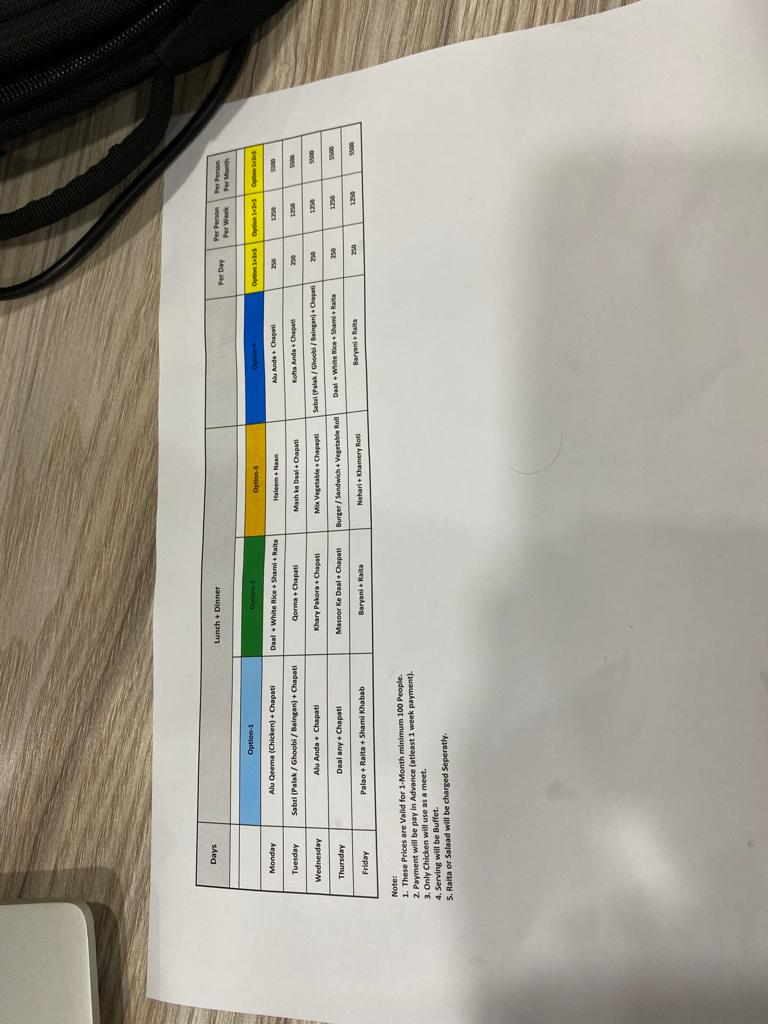 Days Lunch + Dinner Per Day Per Person Per Week Per Person Per Month
Option-1 Option-2 Option-3 Option-4 Option 1+2+3 Option 1+2+3 Option 1+2+3
Monday Alu Qeema (Chicken) + Chapati Daal + White Rice + Shami + Raita Haleem + Naan Alu Anda + Chapati 250 1250 5500
Tuesday Sabzi (Palak / Ghoobi / Baingan) + Chapati Qorma + Chapati Mash ke Daal + Chapati Kofta Anda + Chapati 250 1250 5500
Wednesday Alu Anda + Chapati Khary Pakora + Chapati Mix Vegetable + Chapapti Sabzi (Palak / Ghoobi / Baingan) + Chapati 250 1250 5500
Thursday Daal any + Chapati Masoor Ke Daal + Chapati Burger / Sandwich + Vegetable Roll Daal + White Rice + Shami + Raita 250 1250 5500
Friday Palao + Raita + Shami Khabab Baryani + Raita Nehari + Khamery Roti Baryani + Raita 250 1250 5500
Note:
1. These Prices are Valid for 1-Month minimum 100 People.
2. Payment will be pay in Advance (atleast 1 week payment).
3. Only Chicken will use as a meet.
4. Serving will be Buffet.
5. Raita or Salaad will be charged Seperatly.